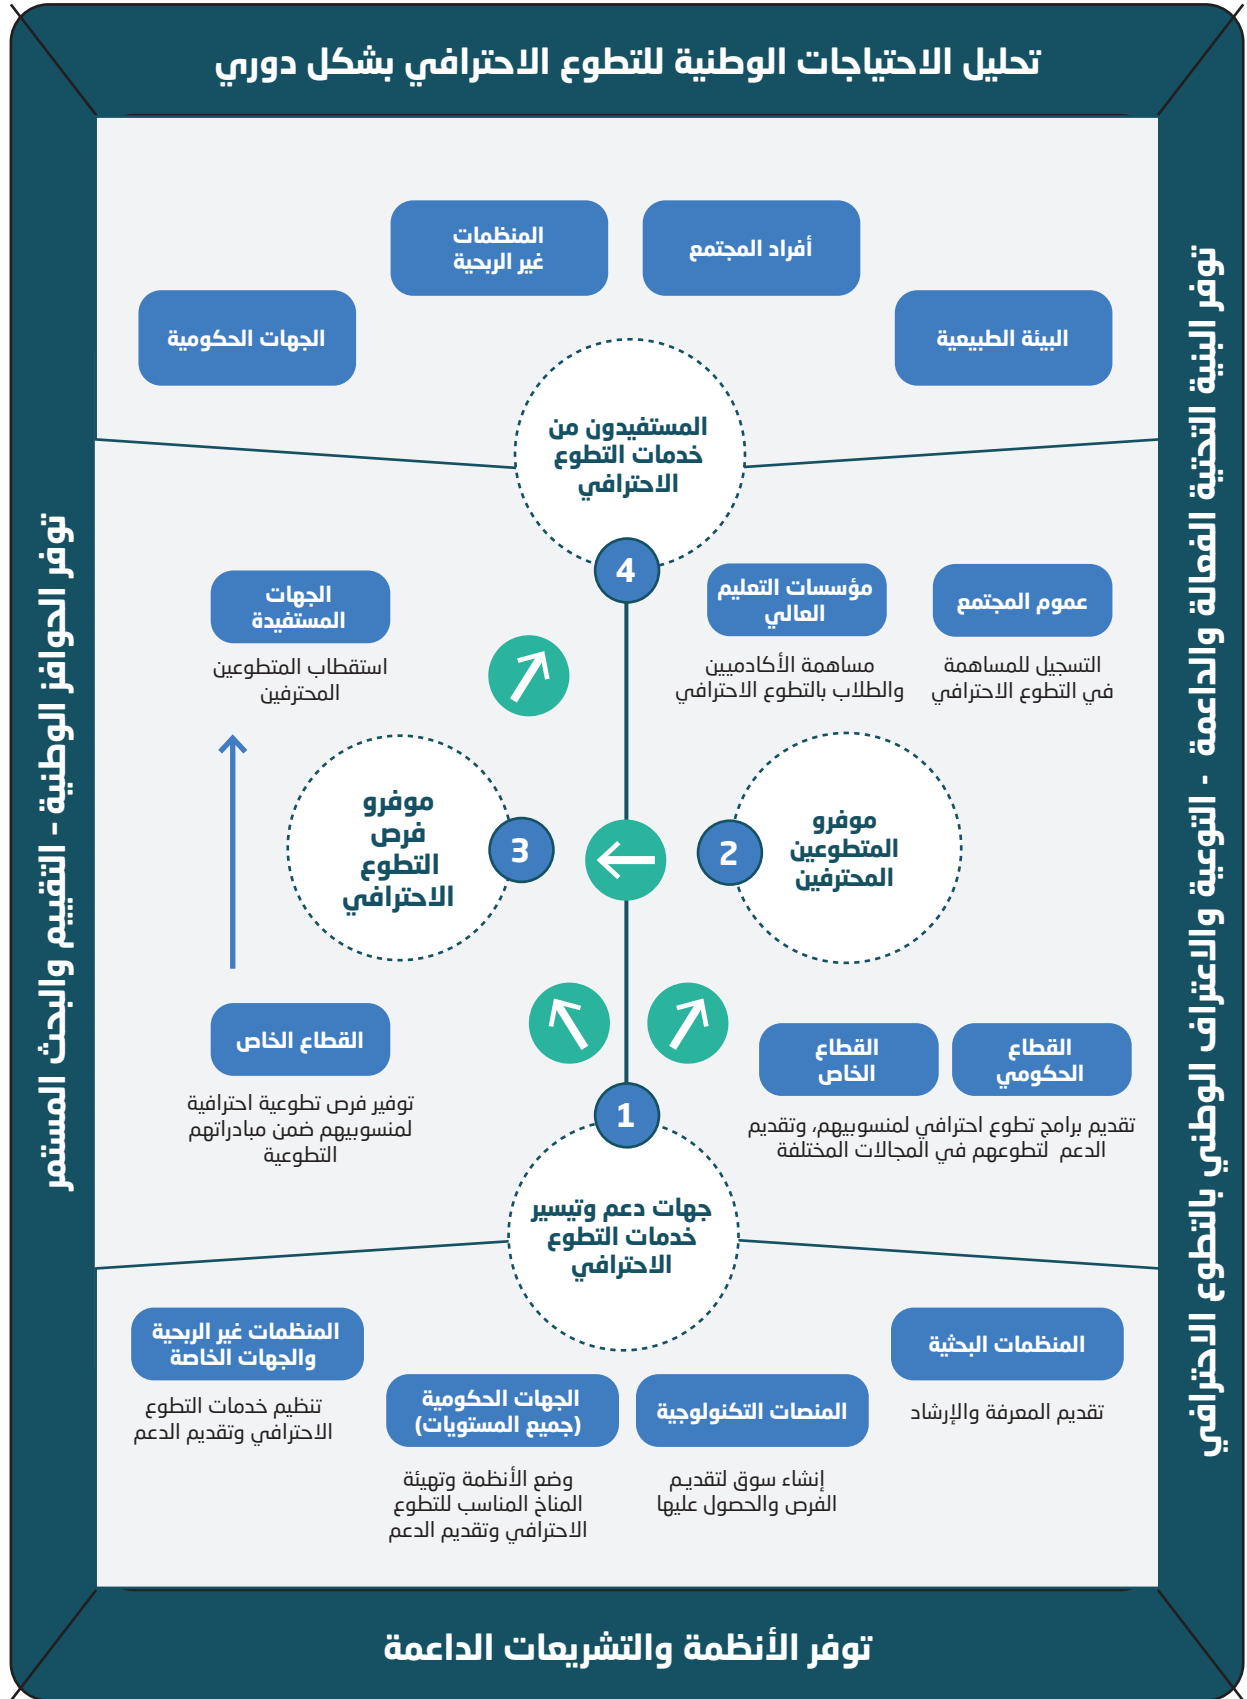 تحليل الاحتياجات الوطنية للتطوع الاحترافي بشكل دوري
توفر البنية التحتية الفعالة والداعمة - التوعية والاعتراف الوطني بالتطوع الاحترافي
توفر الحوافز الوطنية - التقييم والبحث المستمر
أفراد المجتمع
المنظمات
غير الربحية
البيئة الطبيعية
الجهات الحكومية
المستفيدون من
خدمات التطوع
الاحترافي
4
عموم المجتمع
التسجيل للمساهمة
في التطوع الاحترافي
مؤسسات التعليم
العالي
مساهمة الأكادميين
والطلاب بالتطوع الاحترافي
الجهات
المستفيدة
استقطاب المتطوعين
المحترفين
موفرو
المتطوعين
المحترفين
2
3
موفرو
فرص
التطوع
الاحترافي
القطاع
الحكومي
القطاع
الخاص
تقديم برامج تطوع احترافي لمنسوبيهم، وتقديم
الدعم لتطوعهم في المجالات المختلفة
القطاع الخاص
توفير فرص تطوعية احترافية
لمنسوبيهم ضمن مبادراتهم
التطوعية
1
جهات دعم وتيسير
خدمات التطوع
الاحترافي
المنظمات البحثية
تقديم المعرفة والإرشاد
المنصات التكنولوجية
إنشاء سوق لتقديم
الفرص والحصول عليها
الجهات الحكومية
(جميع المستويات)
وضع الأنظمة وتهيئة
المناخ المناسب للتطوع
الاحترافي وتقديم الدعم
المنظمات غير الربحية
والجهات الخاصة
تنظيم خدمات التطوع
الاحترافي وتقديم الدعم
توفر الأنظمة والتشريعات الداعمة